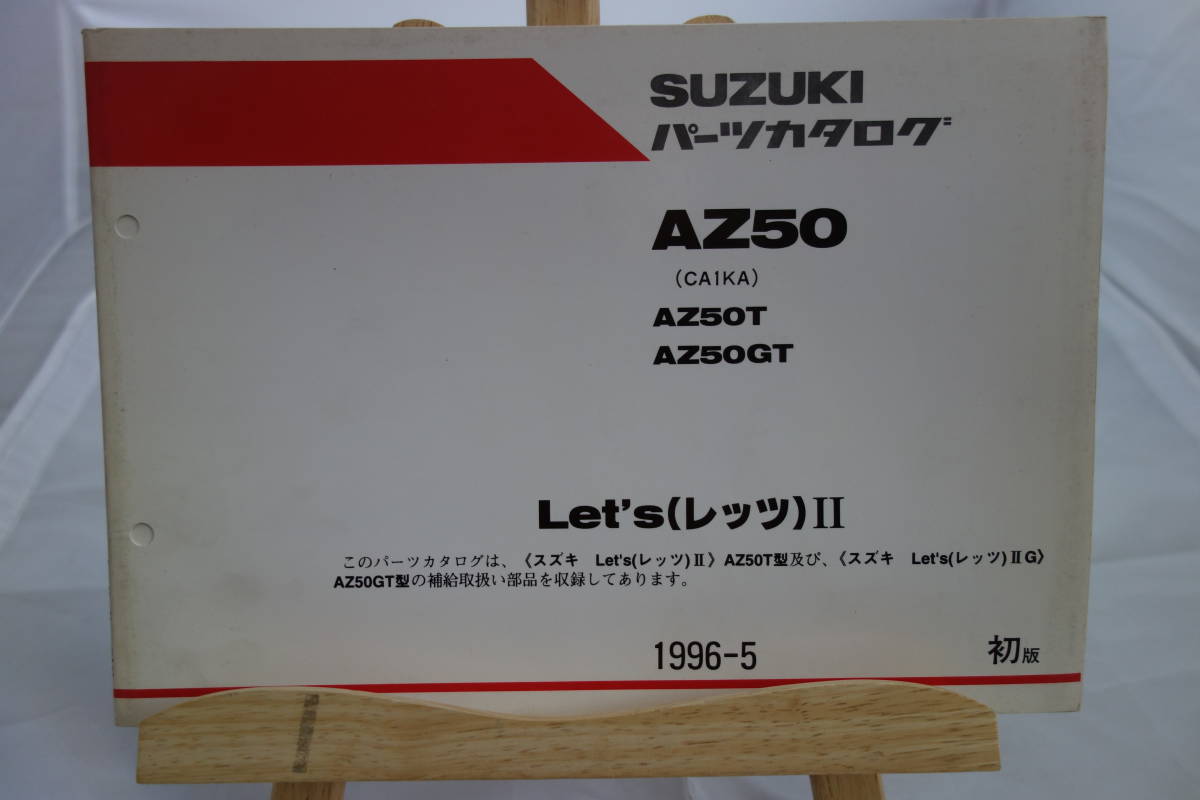 SUZUKI
パーツカタログ
AZ50
(CA1KA)
AZ50T
AZ50GT
Let's(レッツ)II
このパーツカタログは、《スズキ Let's(レッツ)II》AZ50T型及び、《スズキ Let's(レッツ)IIG》
AZ50GT型の補給取扱い部品を収録してあります。
1996-5
初版